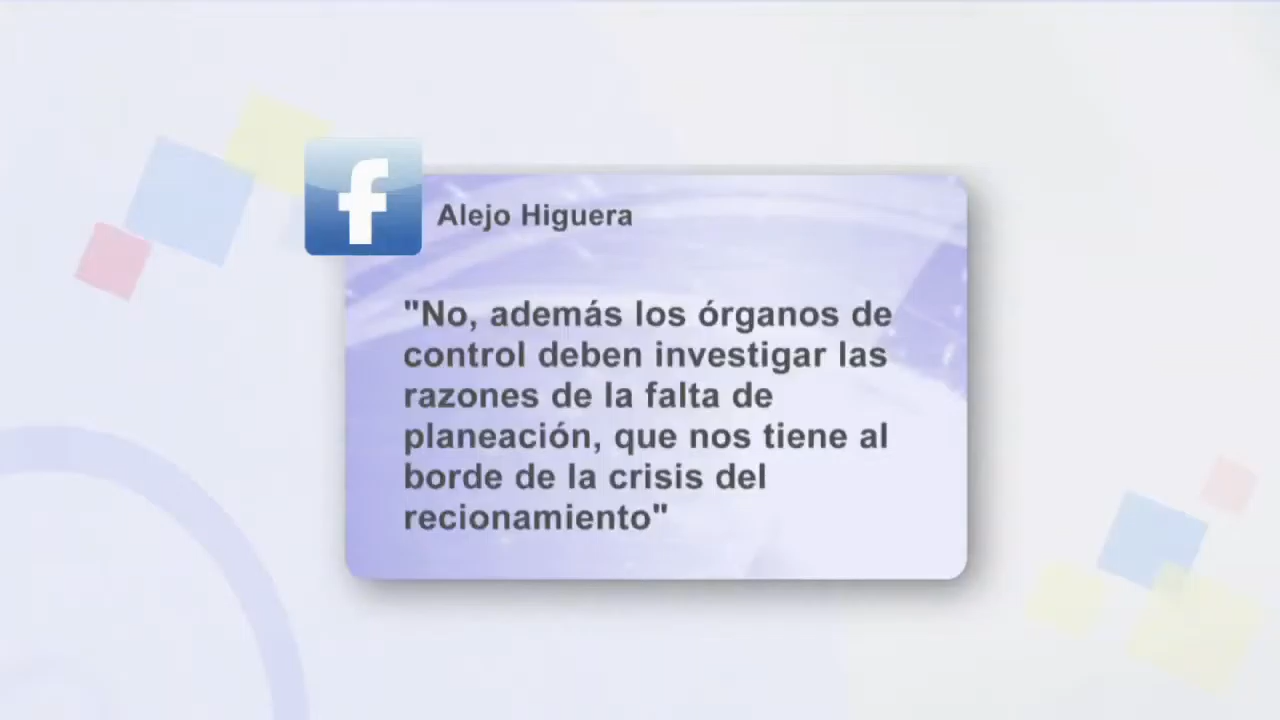 Alejo Higuera
"No, además los órganos de
control deben investigar las
razones de la falta de
planeación, que nos tiene al
borde de la crisis del
recionamiento"